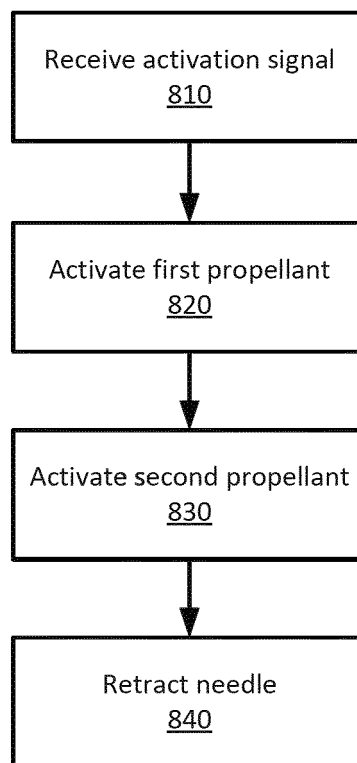 Receive activation signal
810
Activate first propellant
820
Activate second propellant
830
Retract needle
840